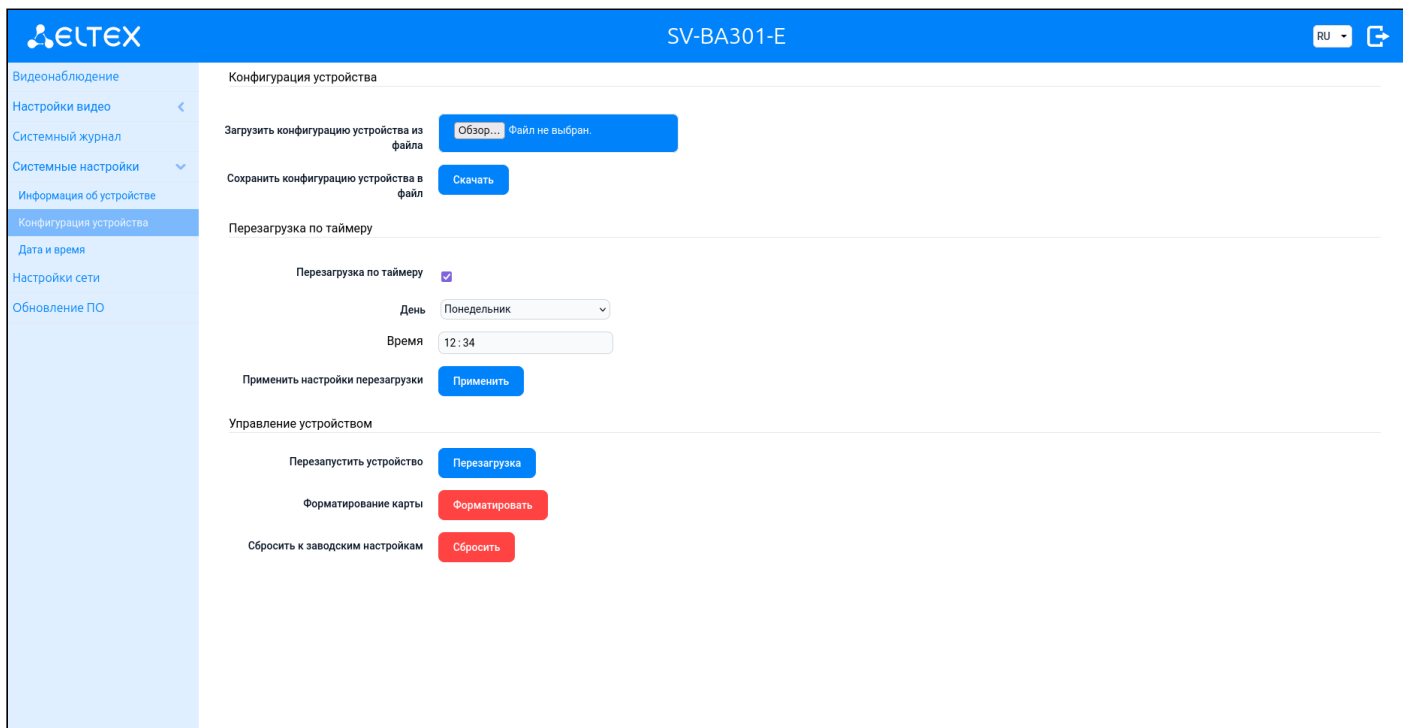 ELTEX
SV-BA301-E
RU
Видеонаблюдение
Настройки видео
Системный журнал
Системные настройки
Информация об устройстве
Конфигурация устройства
Дата и время
Настройки сети
Обновление ПО
Конфигурация устройства
Загрузить конфигурацию устройства из
файла
Обзор... Файл не выбран.
Сохранить конфигурацию устройства в
файл
Скачать
Перезагрузка по таймеру
Перезагрузка по таймеру
День
Понедельник
Время
12:34
Применить настройки перезагрузки
Применить
Управление устройством
Перезапустить устройство
Перезагрузка
Форматирование карты
Форматировать
Сбросить к заводским настройкам
Сбросить